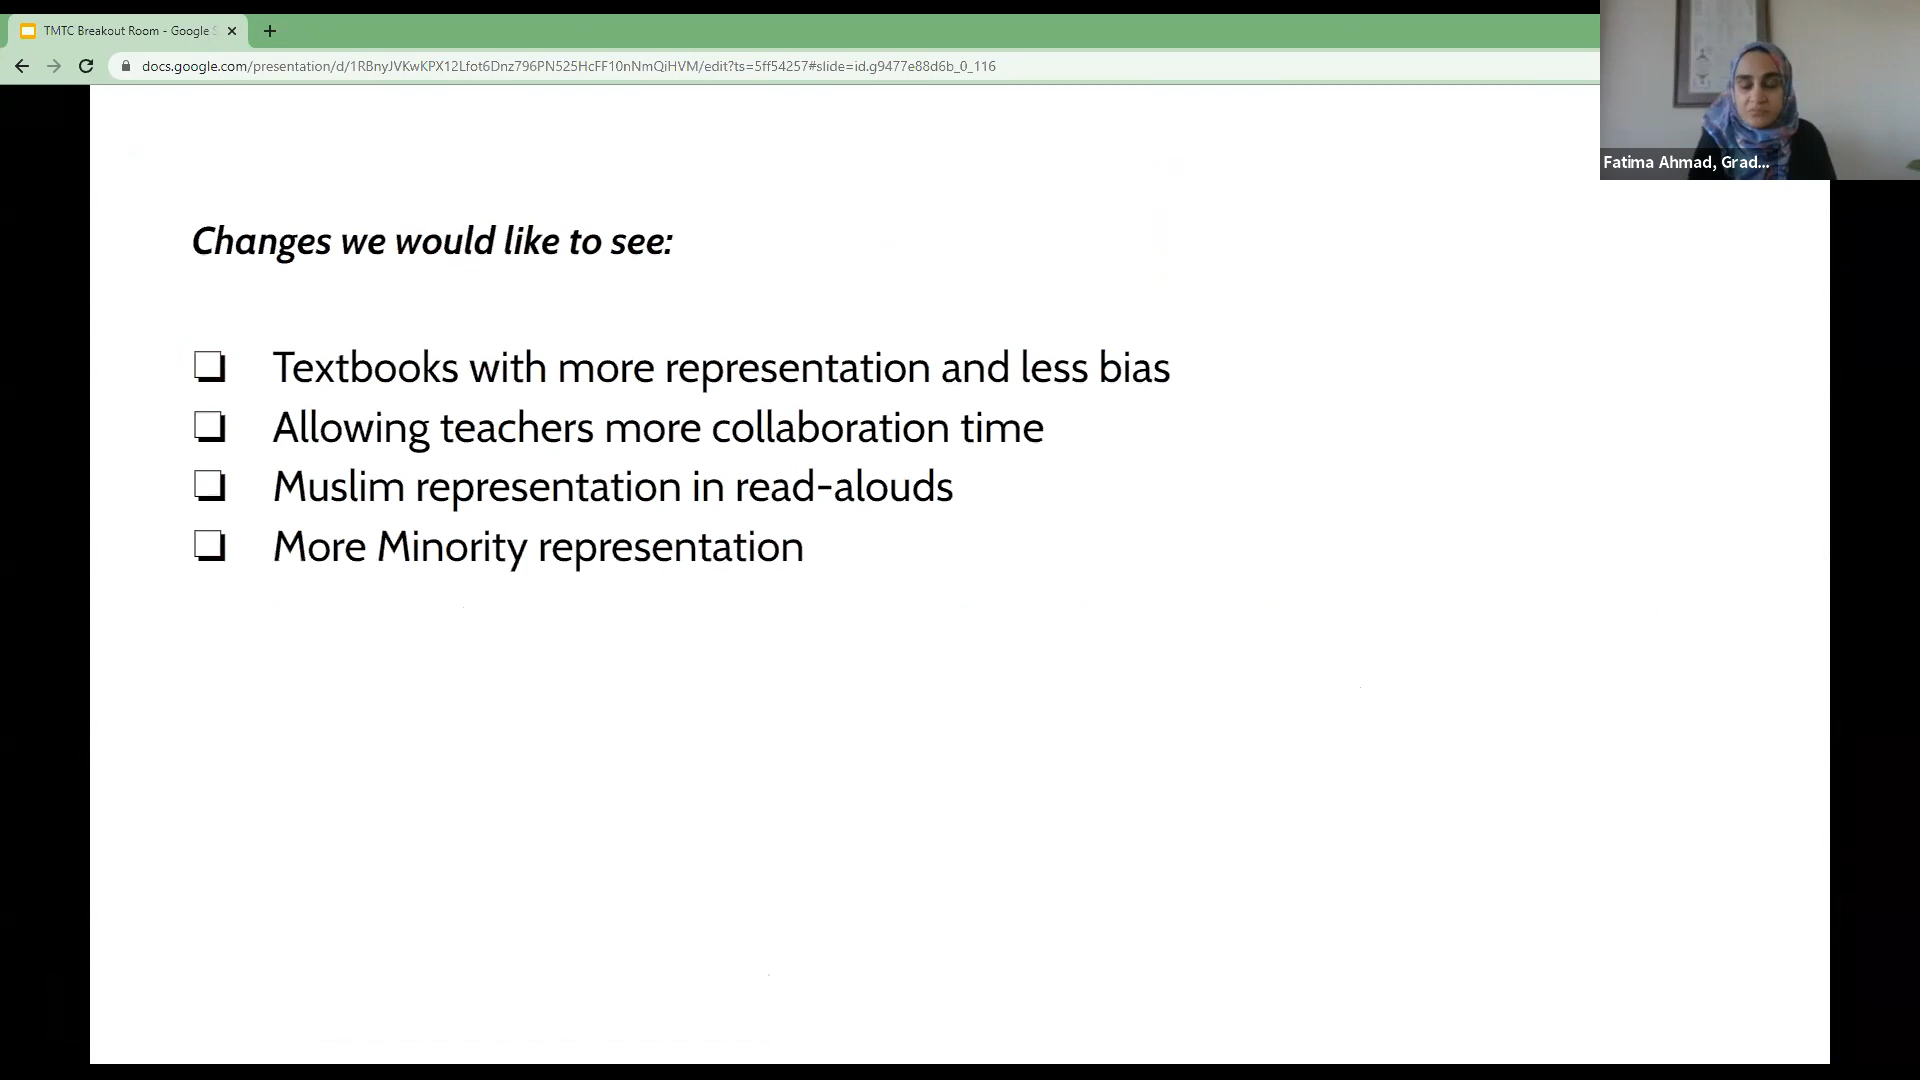 TMTC Breakout Room - Google S
docs.google.com/presentation/d/1RBnyJVKwKPX12Lfot6Dnz796PN525HcFF10nNmQiHVM/edit?ts=5ff54257#slide=id.g9477e88d6b_0_116
Fatima Ahmad, Grad...
Changes we would like to see:
Textbooks with more representation and less bias
Allowing teachers more collaboration time
Muslim representation in read-alouds
More Minority representation